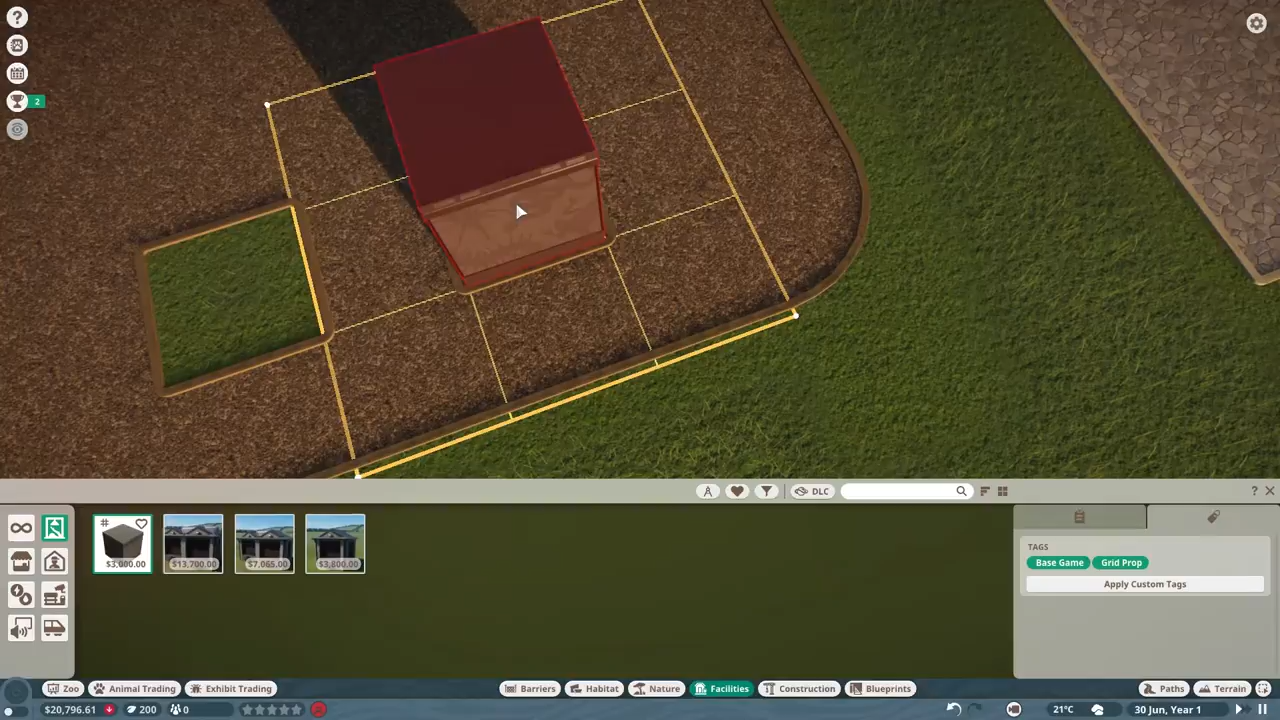 ?
2
DLC
?
$3,000.00
$13,700.00
$7,065.00
$3,800.00
TAGS
Base Game Grid Prop
Apply Custom Tags
Zoo Animal Trading Exhibit Trading Barriers Habitat Nature Facilities Construction Blueprints Paths Terrain
$20,796.61 200 0 21°C 30 Jun, Year 1